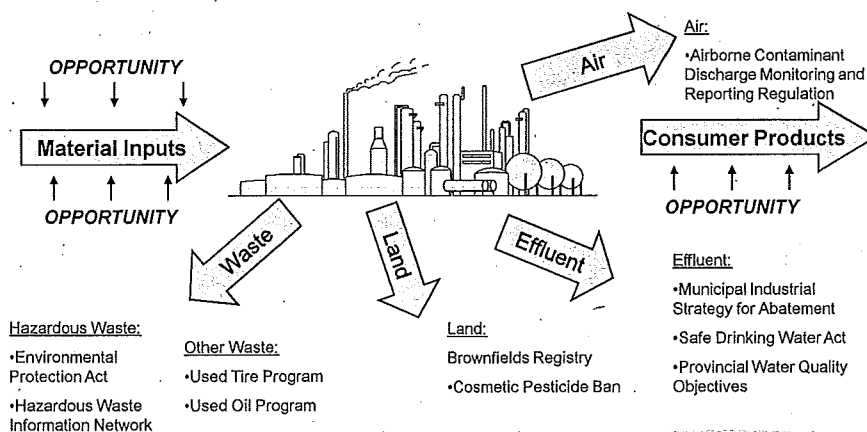 Air:
•Airborne Contaminant
Discharge Monitoring and
Reporting Regulation
OPPORTUNITY
Material Inputs
OPPORTUNITY
Air
Consumer Products
OPPORTUNITY
Waste
Land
Effluent
Hazardous Waste:
•Environmental
Protection Act
•Hazardous Waste
Information Network
Other Waste:
•Used Tire Program
•Used Oil Program
Land:
Brownfields Registry
•Cosmetic Pesticide Ban
Effluent:
•Municipal Industrial
Strategy for Abatement
•Safe Drinking Water Act
•Provincial Water Quality
Objectives